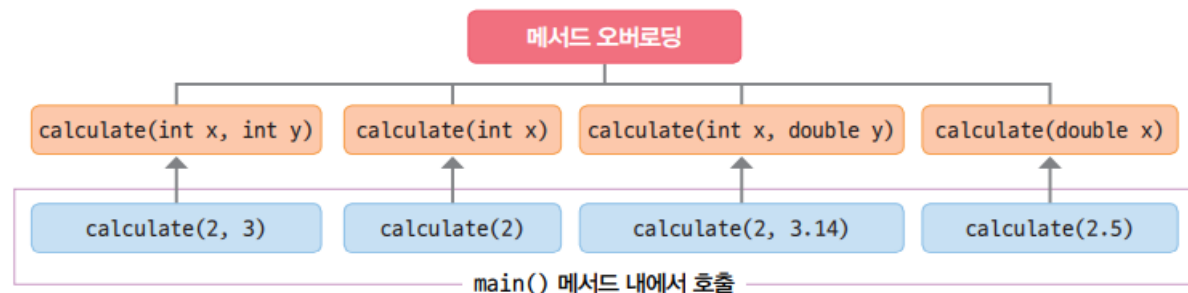 메서드 오버로딩
calculate(int x, int y) calculate(int x) calculate(int x, double y) calculate(double x)
calculate(2, 3) calculate(2) calculate(2, 3.14) calculate(2.5)
main() 메서드 내에서 호출